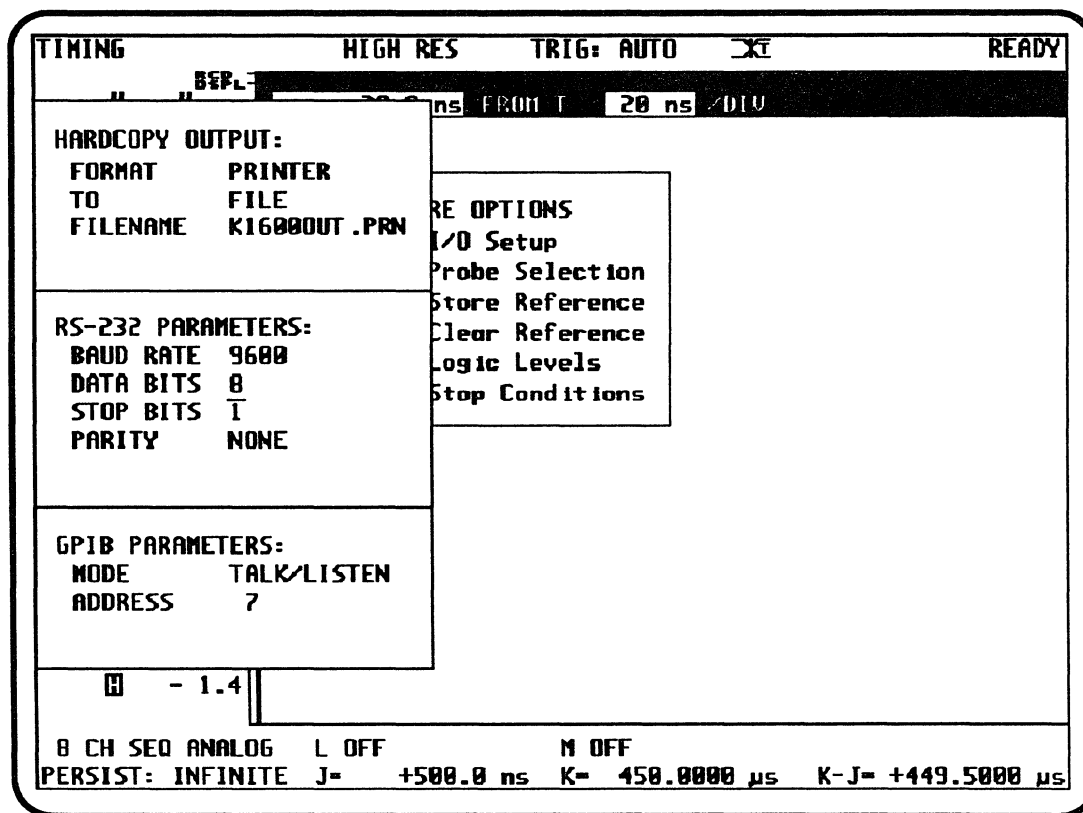 TIMING HIGH RES TRIG: AUTO READY
ns FROM T 20 ns /DIV
HARDCOPY OUTPUT:
FORMAT PRINTER
TO FILE
FILENAME K1600OUT.PRN
RE OPTIONS
I/O Setup
Probe Selection
Store Reference
Clear Reference
Logic Levels
Stop Conditions
RS-232 PARAMETERS:
BAUD RATE 9600
DATA BITS 8
STOP BITS 1
PARITY NONE
GPIB PARAMETERS:
MODE TALK/LISTEN
ADDRESS 7
H - 1.4
8 CH SEQ ANALOG L OFF M OFF
PERSIST: INFINITE J= +500.0 ns K= 450.0000 µs K-J= +449.5000 µs